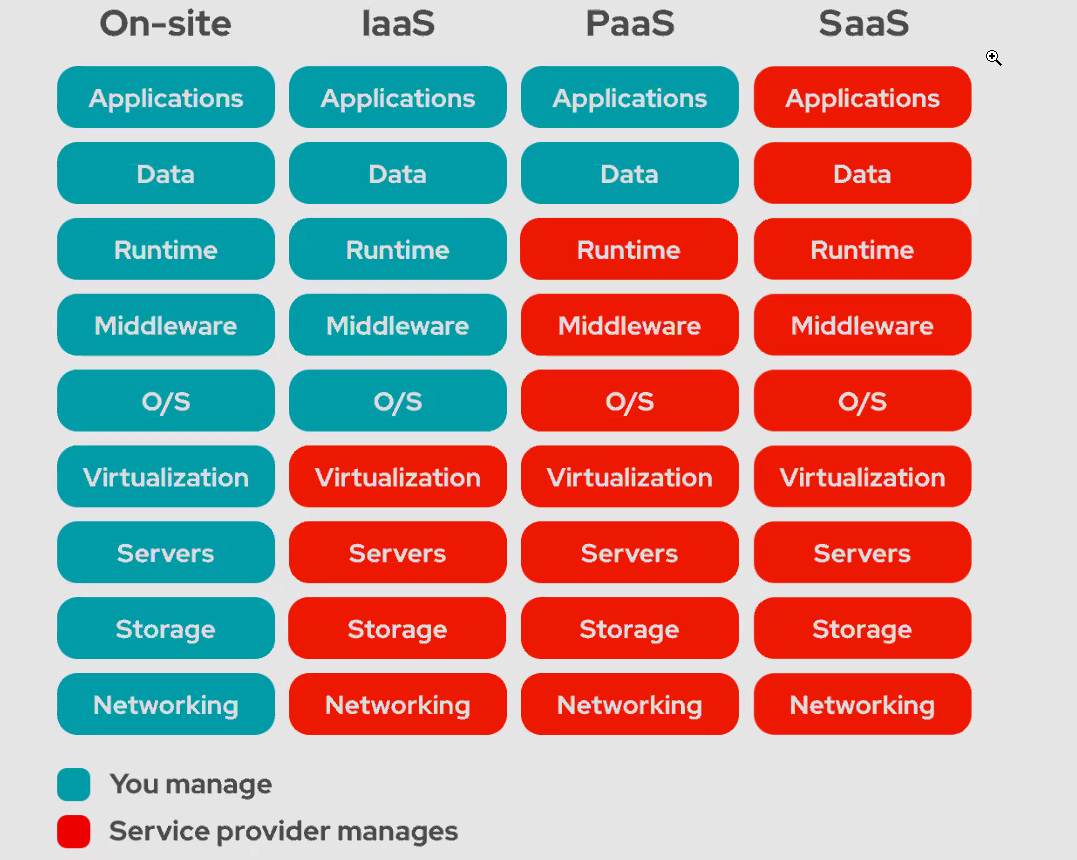 On-site IaaS PaaS SaaS
Applications Applications Applications Applications
Data Data Data Data
Runtime Runtime Runtime Runtime
Middleware Middleware Middleware Middleware
O/S O/S O/S O/S
Virtualization Virtualization Virtualization Virtualization
Servers Servers Servers Servers
Storage Storage Storage Storage
Networking Networking Networking Networking
You manage
Service provider manages